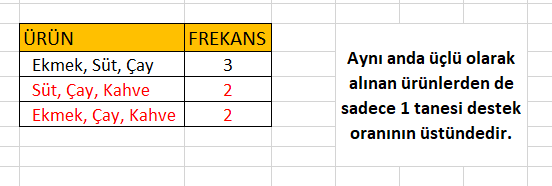 ÜRÜN FREKANS
Ekmek, Süt, Çay 3
Süt, Çay, Kahve 2
Ekmek, Çay, Kahve 2
Aynı anda üçlü olarak
alınan ürünlerden de
sadece 1 tanesi destek
oranının üstündedir.